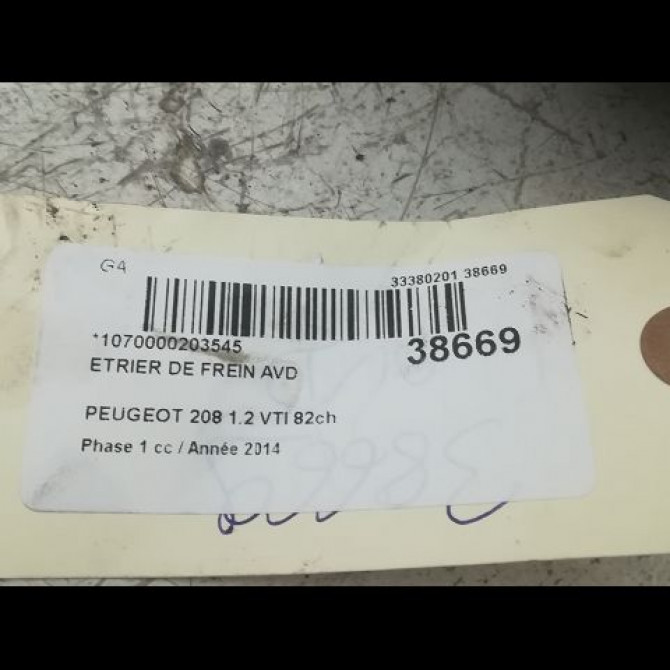 G4
33380201 38669
*1070000203545
38669
ETRIER DE FREIN AVD
PEUGEOT 208 1.2 VTI 82ch
Phase 1 cc / Année 2014